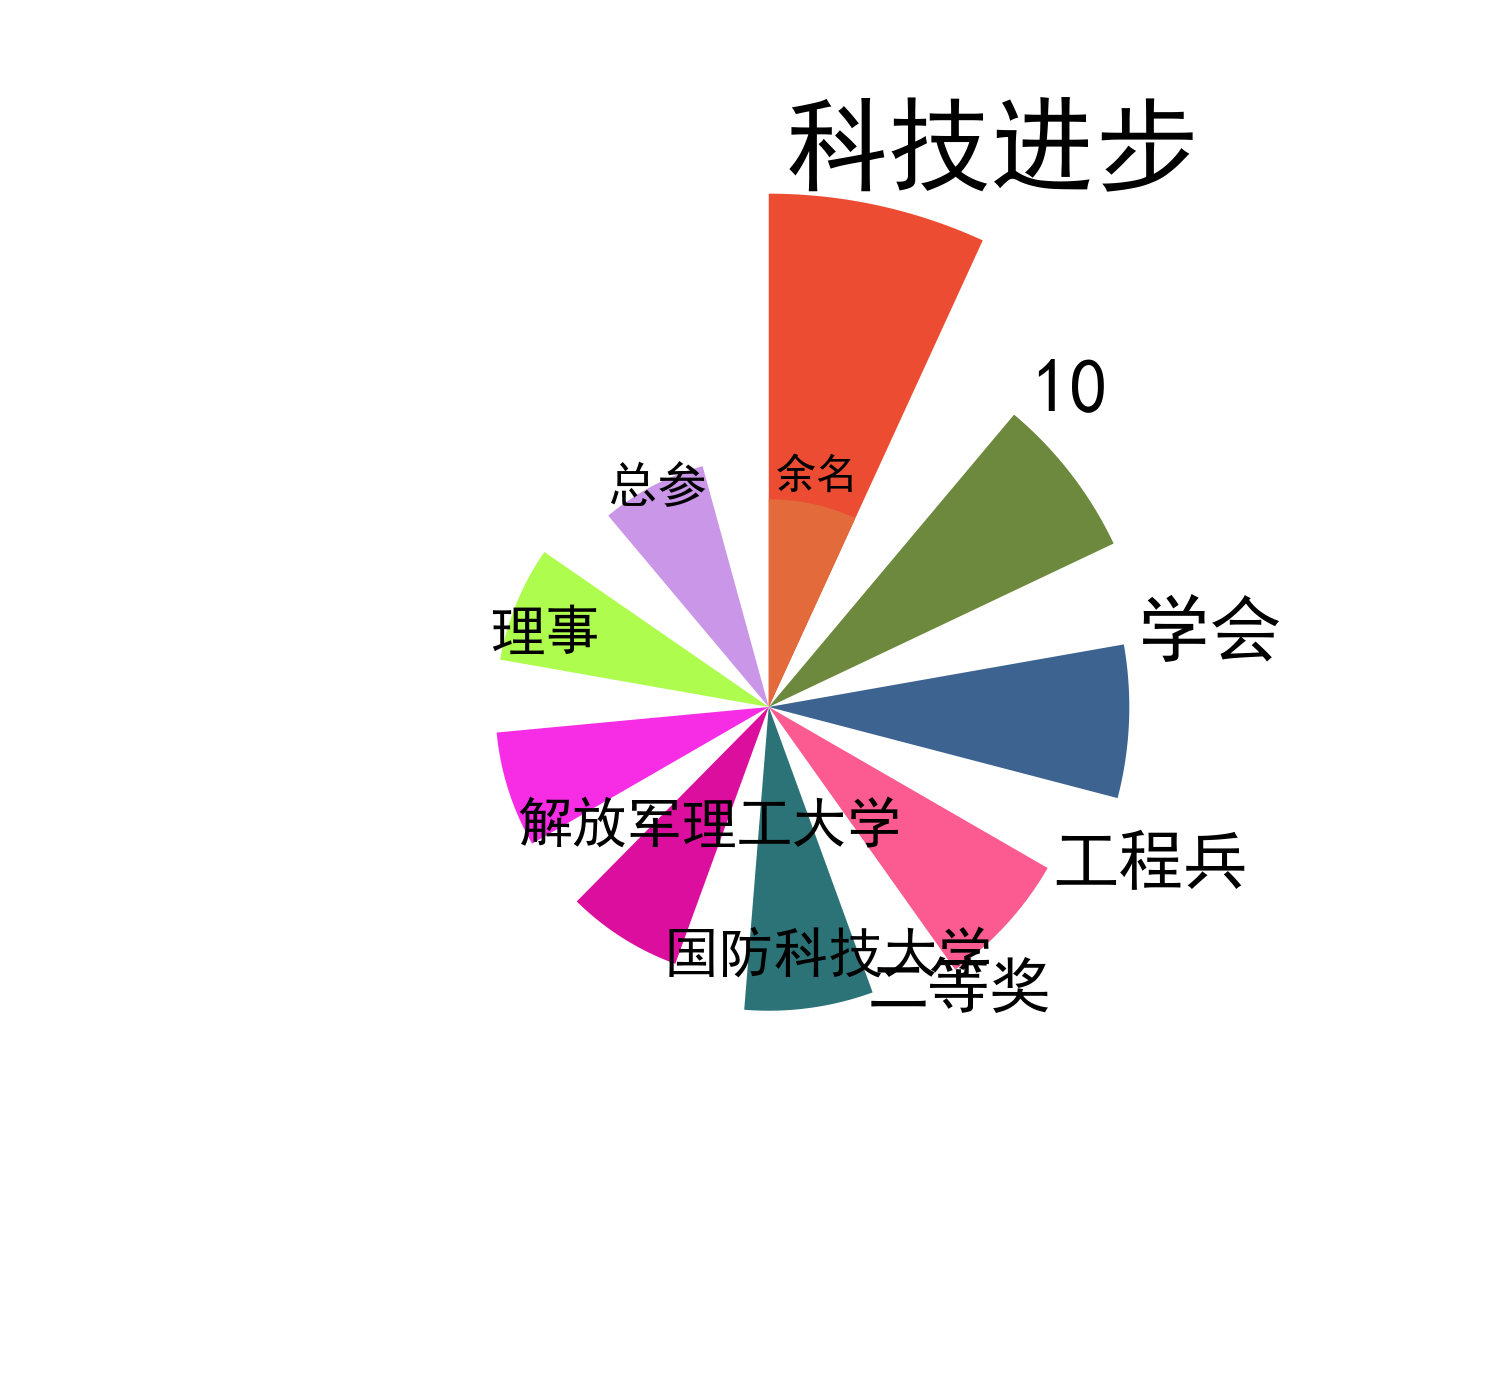 科技进步
10
余名
总参
学会
理事
解放军理工大学
工程兵
国防科技大学
二等奖